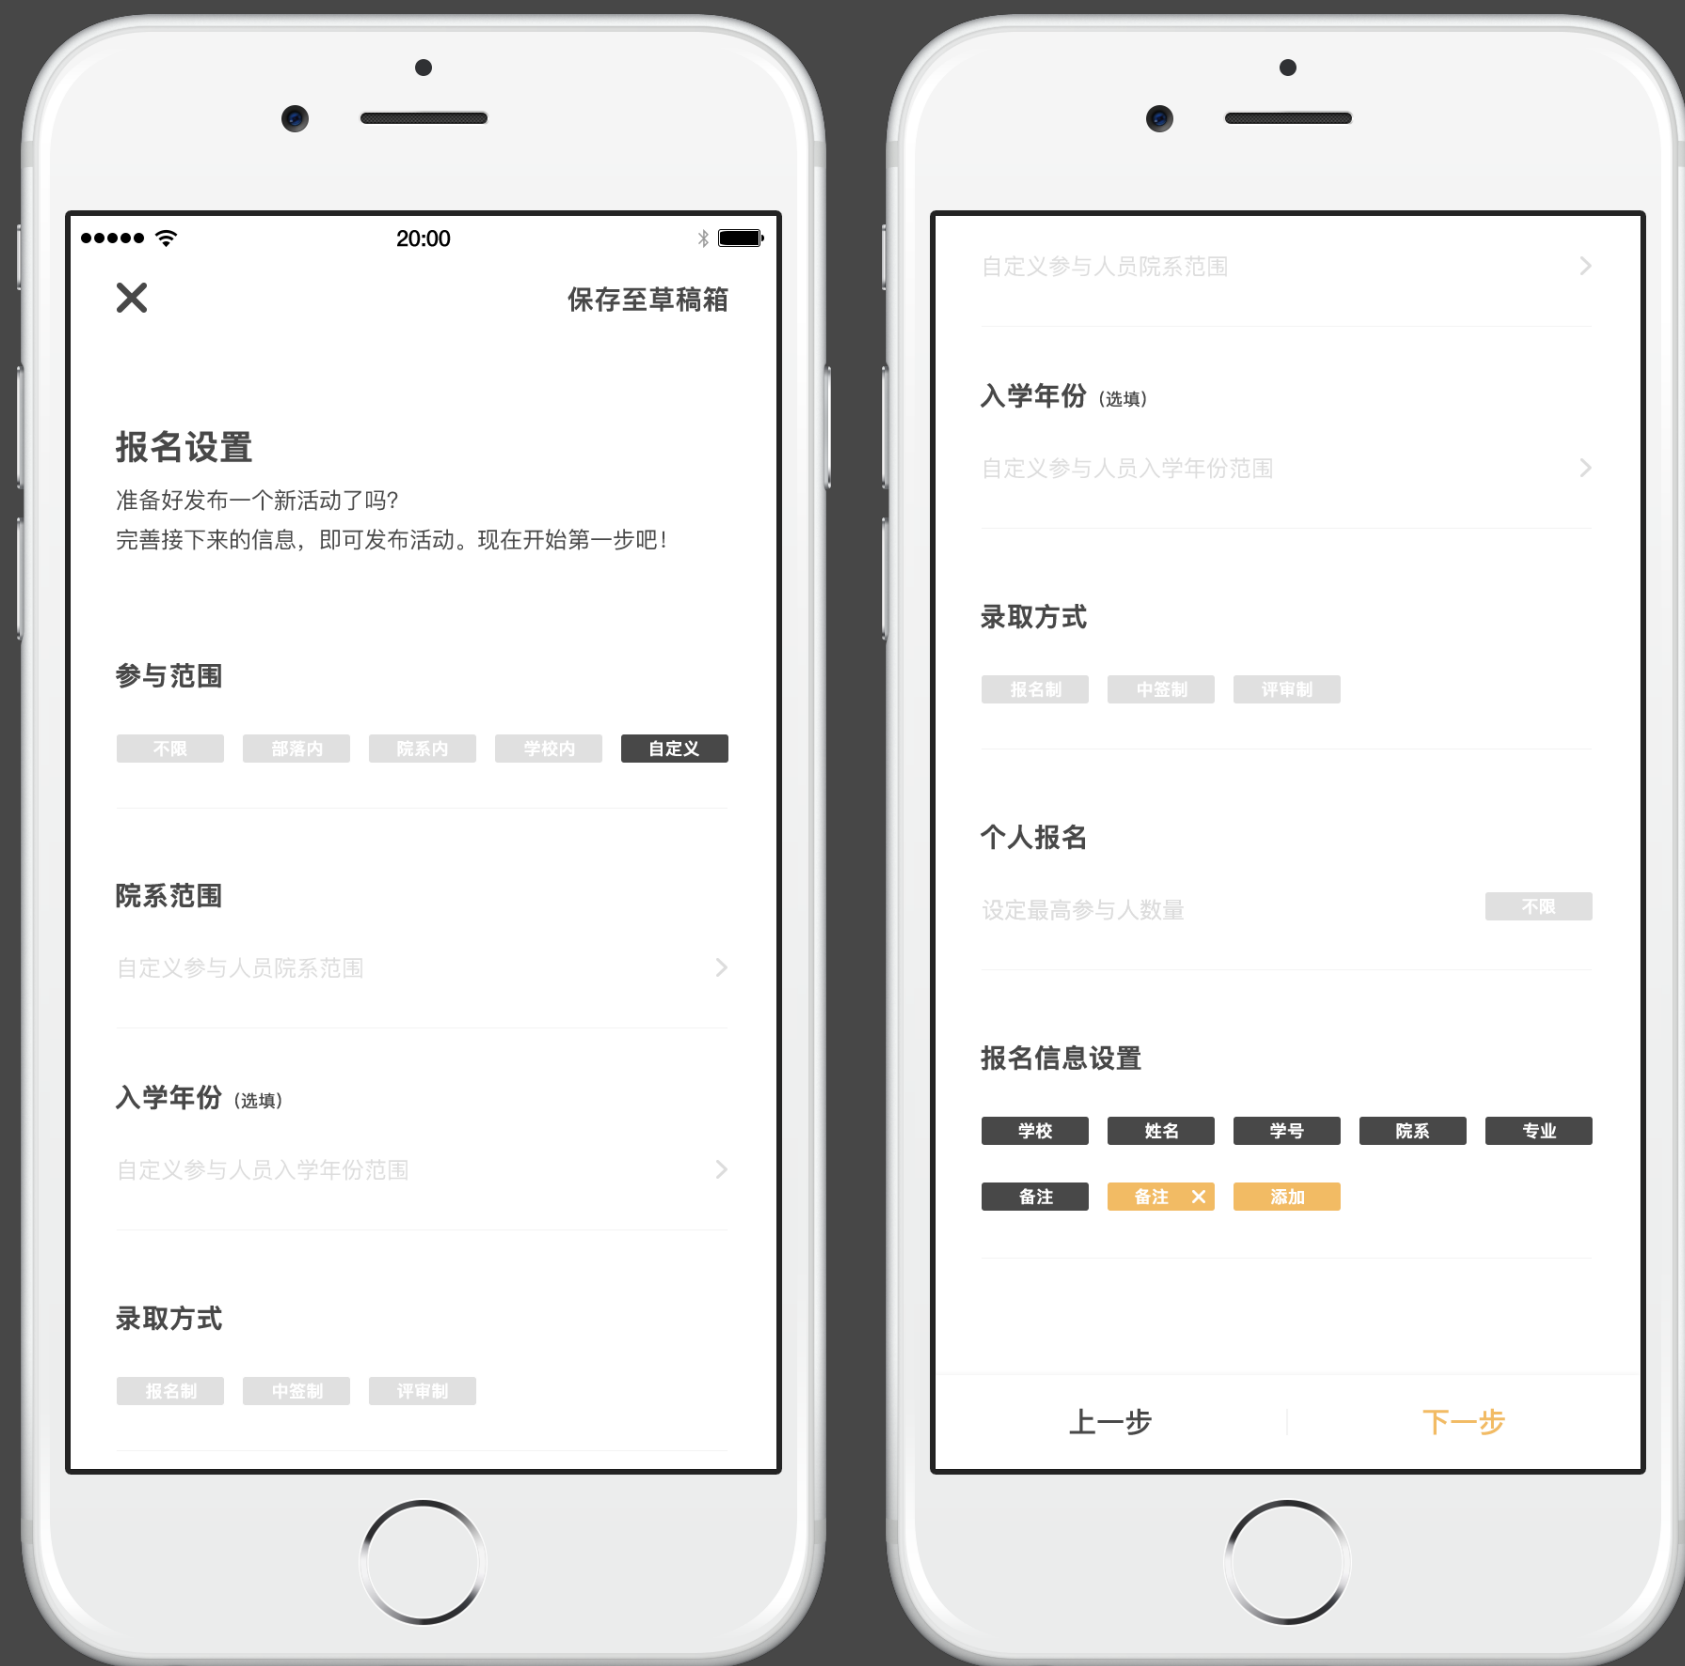 20:00
保存至草稿箱
报名设置
准备好发布一个新活动了吗?
完善接下来的信息，即可发布活动。现在开始第一步吧!
参与范围
不限 部落内 院系内 学校内 自定义
院系范围
自定义参与人员院系范围
入学年份（选填）
自定义参与人员入学年份范围
录取方式
报名制 中签制 评审制
自定义参与人员院系范围
入学年份（选填）
自定义参与人员入学年份范围
录取方式
报名制 中签制 评审制
个人报名
设定最高参与人数量 不限
报名信息设置
学校 姓名 学号 院系 专业
备注 备注 添加
上一步 下一步